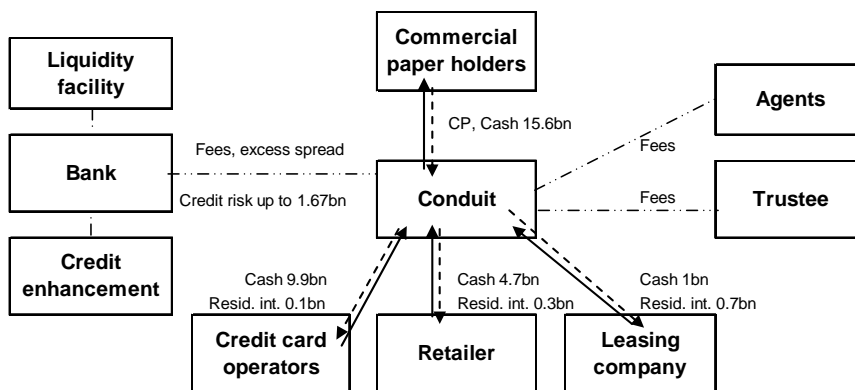 Commercial
paper holders
Liquidity
facility
Agents
CP, Cash 15.6bn
Fees, excess spread
Fees
Bank
Conduit
Fees
Trustee
Credit risk up to 1.67bn
Credit
enhancement
Cash 9.9bn
Resid. int. 0.1bn
Cash 4.7bn
Resid. int. 0.3bn
Cash 1bn
Resid. int. 0.7bn
Credit card
operators
Retailer
Leasing
company